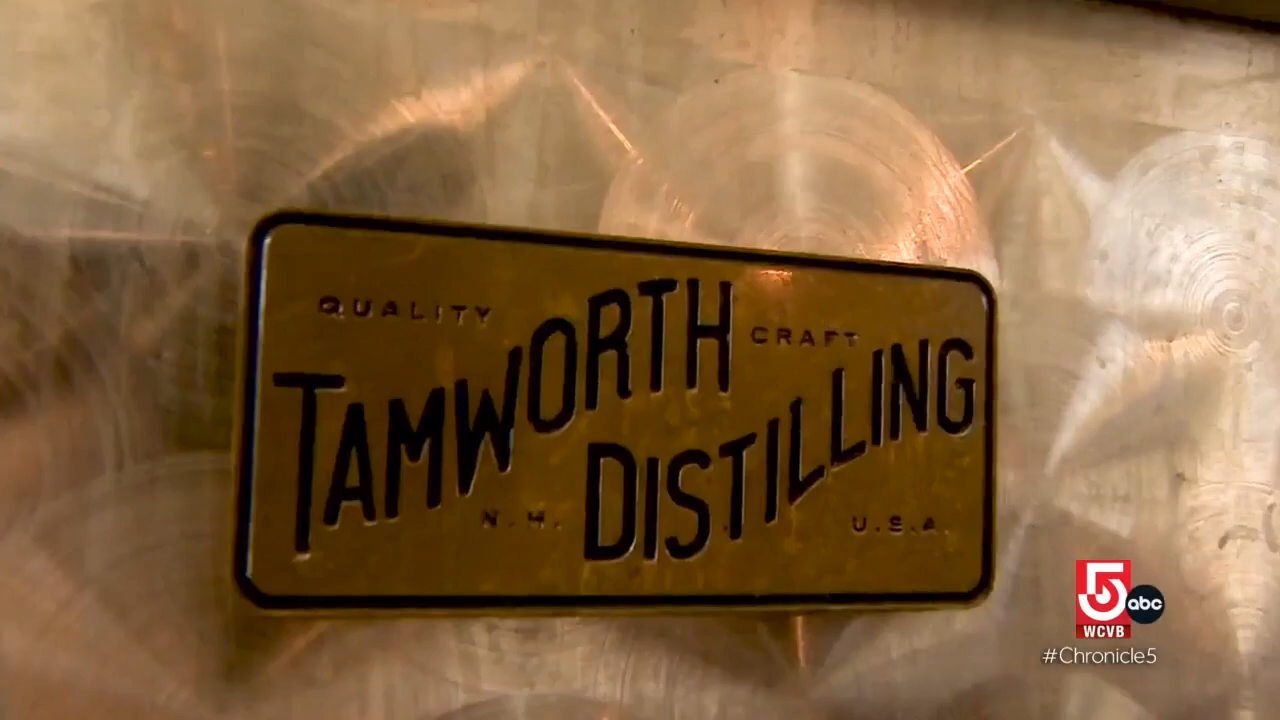 QUALITY
CRAFT
TAMWORTH
DISTILLING
N.H.
U.S.A.
5
abc
WCVB
#Chronicle5